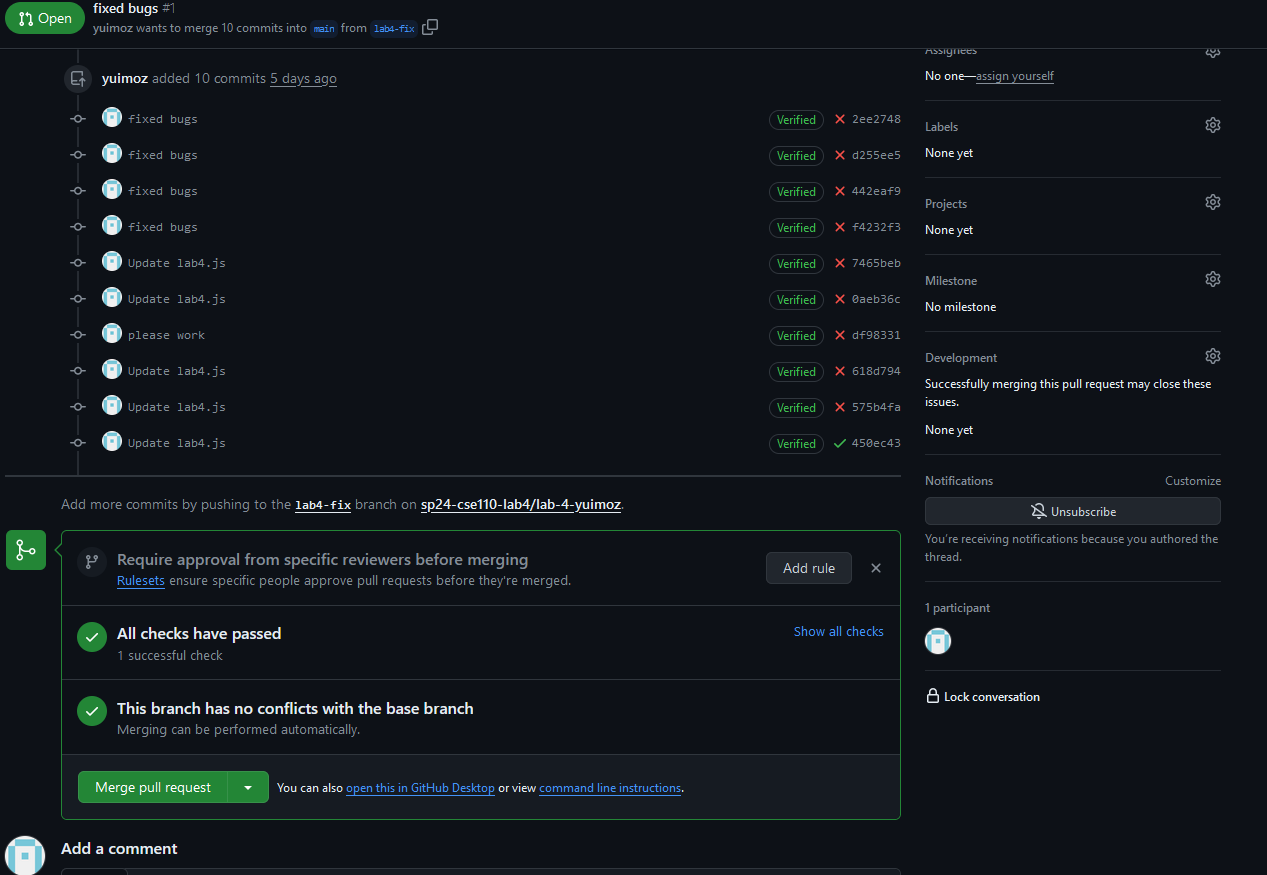 Open
fixed bugs #1
yuimoz wants to merge 10 commits into main from lab4-fix
yuimoz added 10 commits 5 days ago
fixed bugs Verified 2ee2748
fixed bugs Verified d255ee5
fixed bugs Verified 442eaf9
fixed bugs Verified f4232f3
Update lab4.js Verified 7465beb
Update lab4.js Verified 0aeb36c
please work Verified df98331
Update lab4.js Verified 618d794
Update lab4.js Verified 575b4fa
Update lab4.js Verified 450ec43
Add more commits by pushing to the lab4-fix branch on sp24-cse110-lab4/lab-4-yuimoz.
Require approval from specific reviewers before merging
Rulesets ensure specific people approve pull requests before they're merged.
Add rule
All checks have passed
1 successful check
Show all checks
This branch has no conflicts with the base branch
Merging can be performed automatically.
Merge pull request
You can also open this in GitHub Desktop or view command line instructions.
Add a comment
Assignees
No one—assign yourself
Labels
None yet
Projects
None yet
Milestone
No milestone
Development
Successfully merging this pull request may close these
issues.
None yet
Notifications
Customize
Unsubscribe
You're receiving notifications because you authored the
thread.
1 participant
Lock conversation